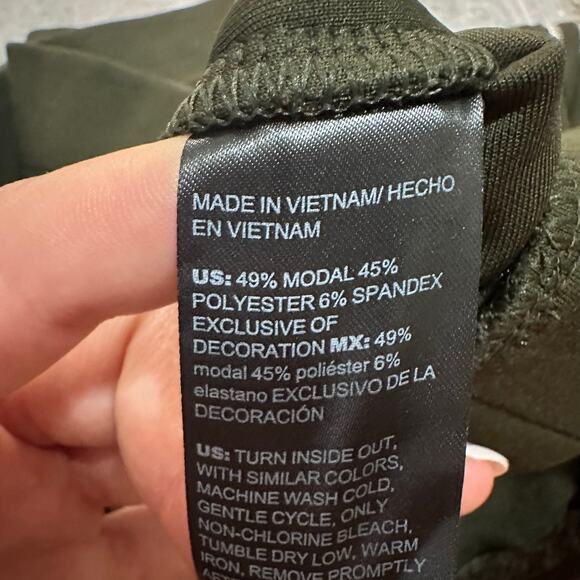 MADE IN VIETNAM/ HECHO
EN VIETNAM
US: 49% MODAL 45%
POLYESTER 6% SPANDEX
EXCLUSIVE OF
DECORATION MX: 49%
modal 45% poliéster 6%
elastano EXCLUSIVO DE LA
DECORACIÓN
US: TURN INSIDE OUT,
WITH SIMILAR COLORS,
MACHINE WASH COLD,
GENTLE CYCLE, ONLY
NON-CHLORINE BLEACH,
TUMBLE DRY LOW, WARM
IRON, REMOVE PROMPTLY